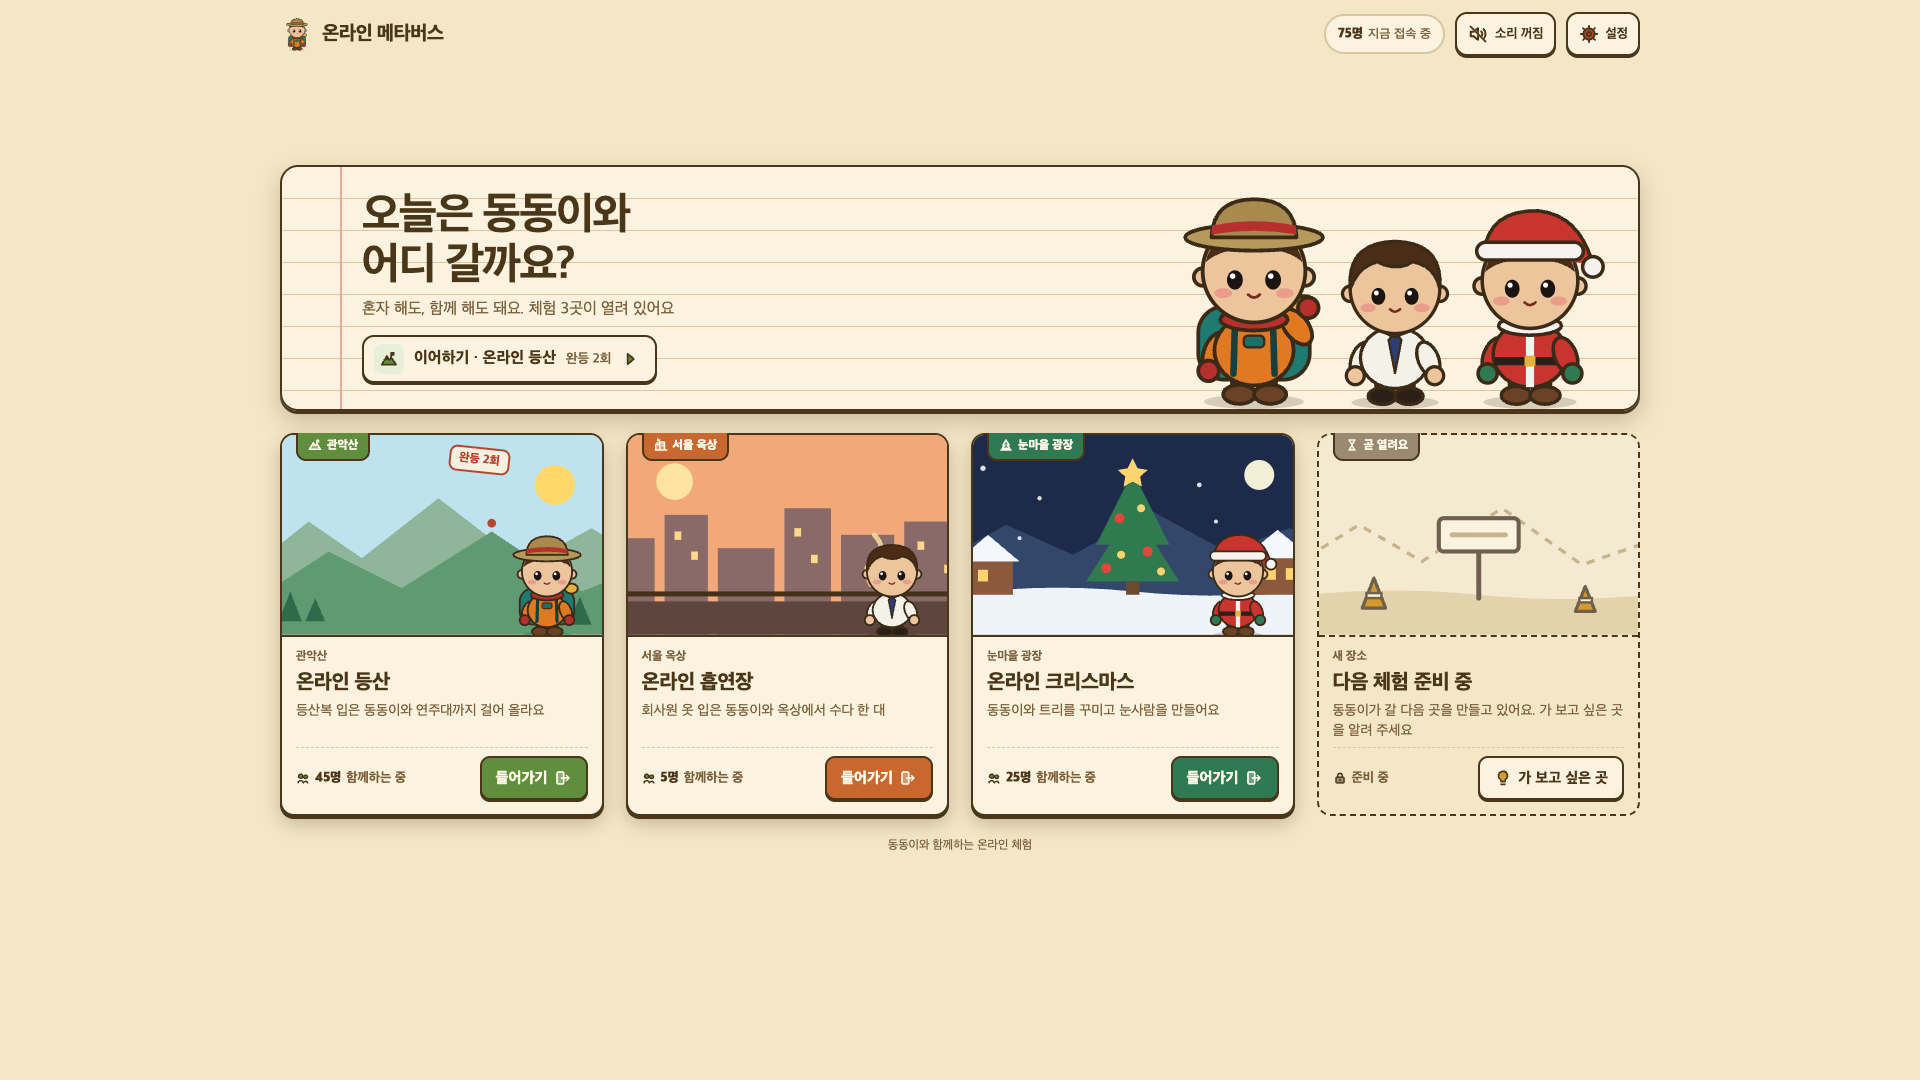 온라인 메타버스
75명 지금 접속 중
소리 꺼짐
설정
오늘은 동동이와
어디 갈까요?
혼자 해도, 함께 해도 돼요. 체험 3곳이 열려 있어요
이어하기 · 온라인 등산 완등 2회
관악산
완등 2회
관악산
온라인 등산
등산복 입은 동동이와 연주대까지 걸어 올라요
45명 함께하는 중
들어가기
서울 옥상
서울 옥상
온라인 흡연장
회사원 옷 입은 동동이와 옥상에서 수다 한 대
5명 함께하는 중
들어가기
눈마을 광장
눈마을 광장
온라인 크리스마스
동동이와 트리를 꾸미고 눈사람을 만들어요
25명 함께하는 중
들어가기
곧 열려요
새 장소
다음 체험 준비 중
동동이가 갈 다음 곳을 만들고 있어요. 가 보고 싶은 곳
을 알려 주세요
준비 중
가 보고 싶은 곳
동동이와 함께하는 온라인 체험